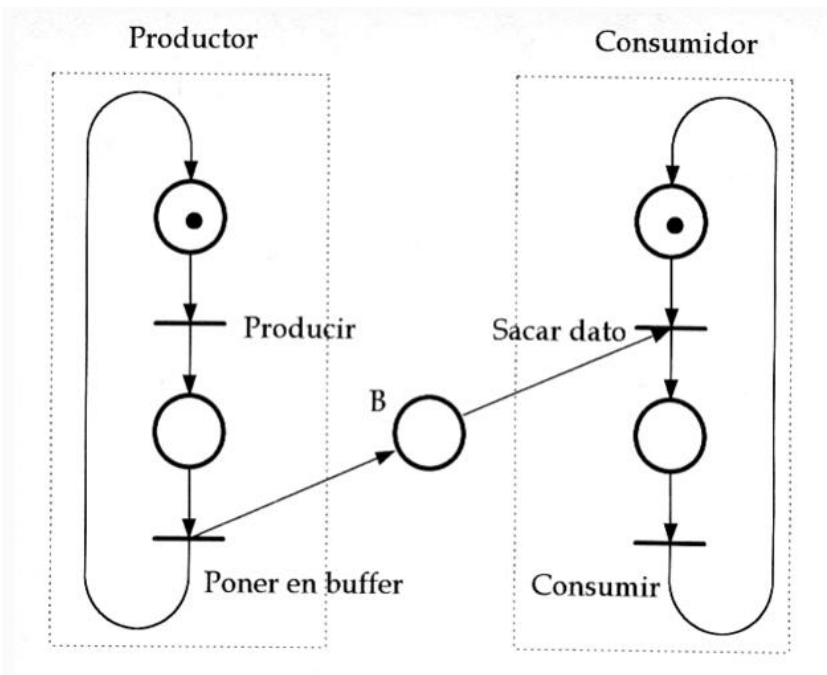 Productor
Consumidor
Producir
Sacar dato
B
Poner en buffer
Consumir